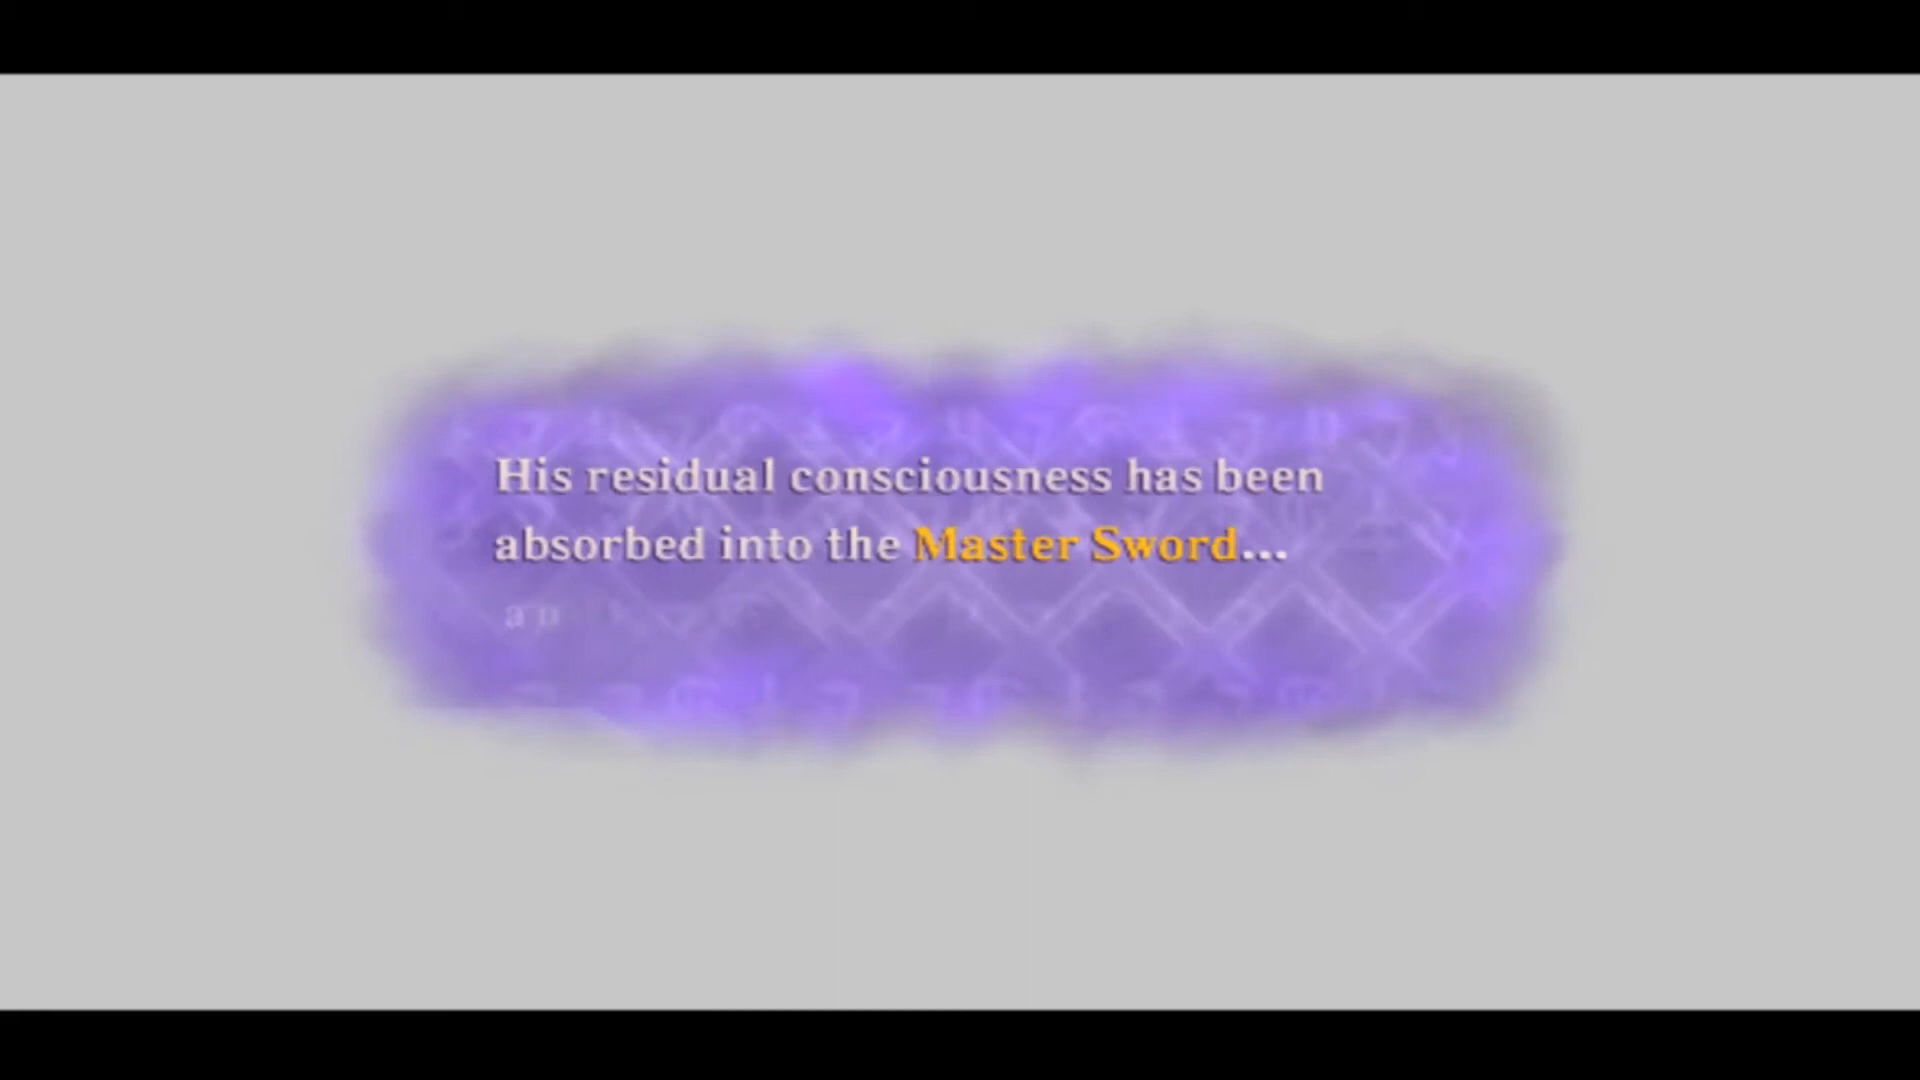 His residual consciousness has been
absorbed into the Master Sword...